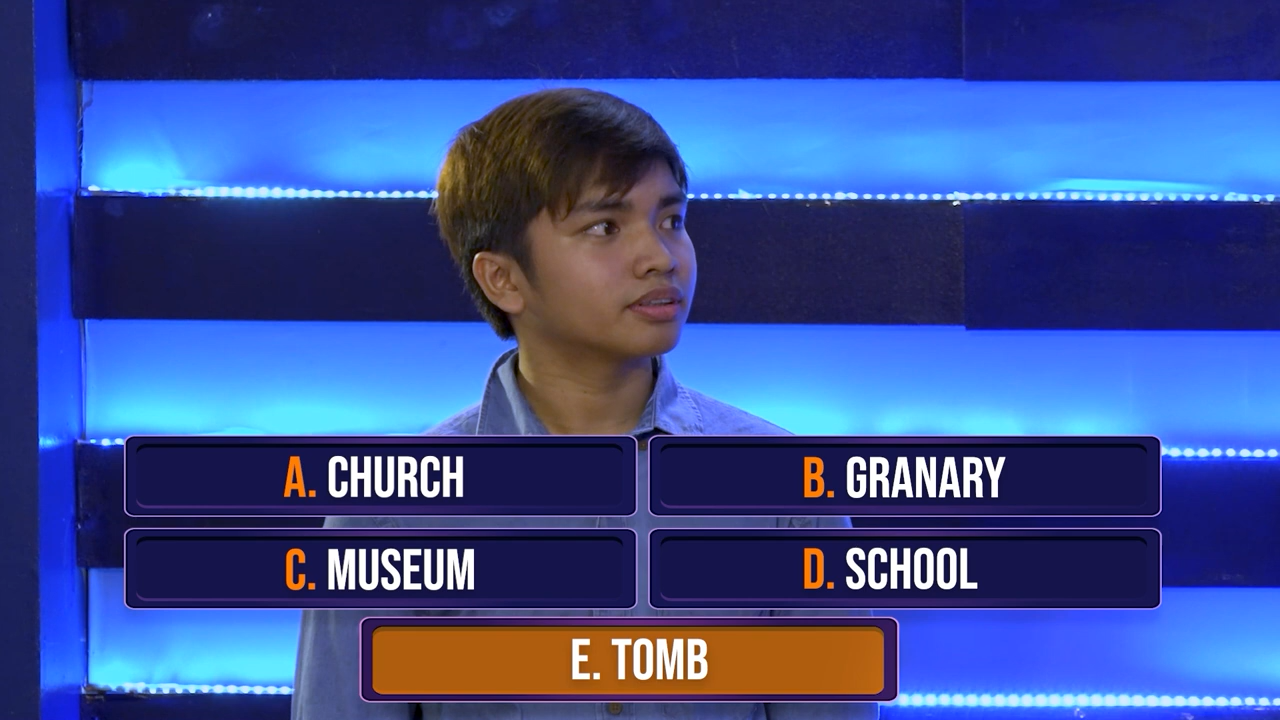 A. CHURCH
B. GRANARY
C. MUSEUM
D. SCHOOL
E. TOMB